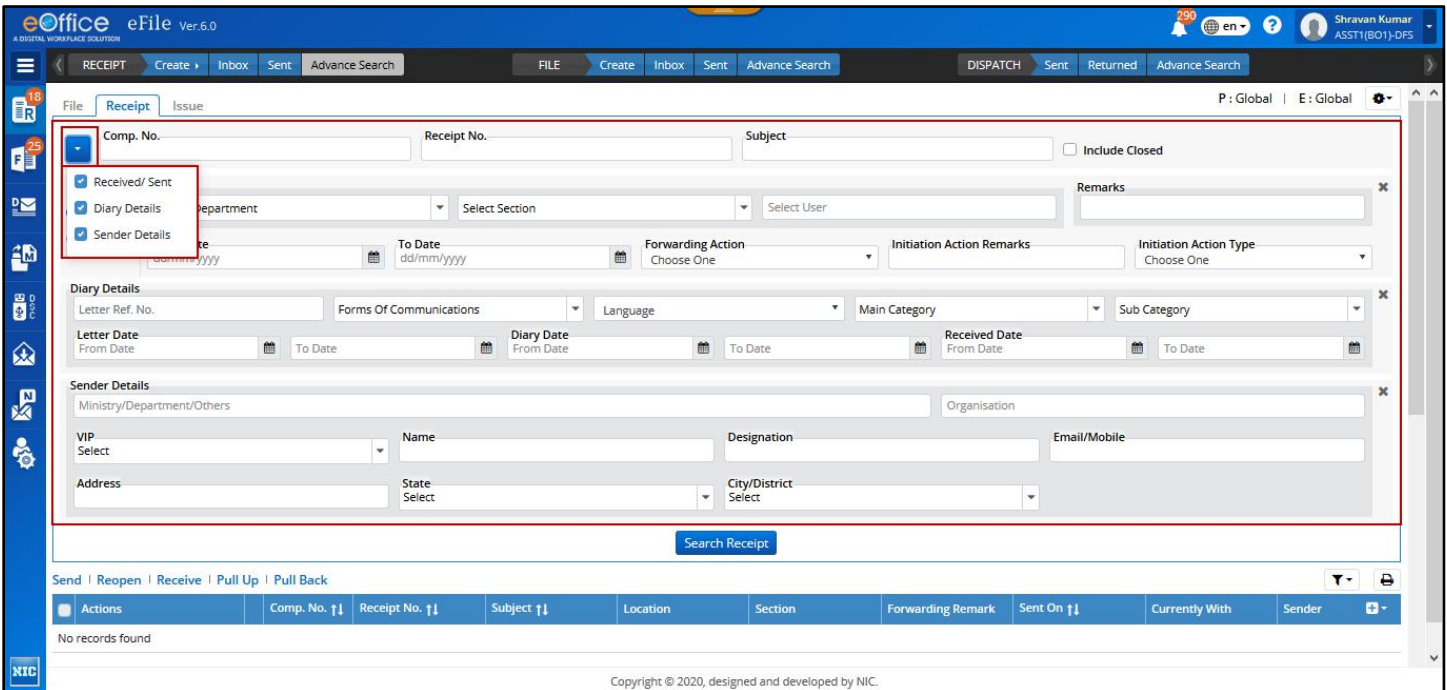 eOffice eFile Ver.6.0
A DIGITAL WORKPLACE SOLUTION
290 en ? Shravan Kumar
ASST1(BO1)-DFS
RECEIPT Create Inbox Sent Advance Search FILE Create Inbox Sent Advance Search DISPATCH Sent Returned Advance Search
18 R
File Receipt Issue P : Global | E : Global
Comp. No. Receipt No. Subject
25 F
Include Closed
Received/ Sent
Remarks
D
Diary Details
Department Select Section Select User
Sender Details
To Date Forwarding Action Initiation Action Remarks Initiation Action Type
M
dd/mm/yyyy dd/mm/yyyy Choose One Choose One
Diary Details
DSC
Letter Ref. No. Forms Of Communications Language Main Category Sub Category
Letter Date Diary Date Received Date
From Date To Date From Date To Date From Date To Date
Sender Details
N
Ministry/Department/Others Organisation
VIP Name Designation Email/Mobile
Select
Address State City/District
Select Select
Search Receipt
Send | Reopen | Receive | Pull Up | Pull Back
Actions Comp. No. Receipt No. Subject Location Section Forwarding Remark Sent On Currently With Sender
No records found
NIC
Copyright © 2020, designed and developed by NIC.